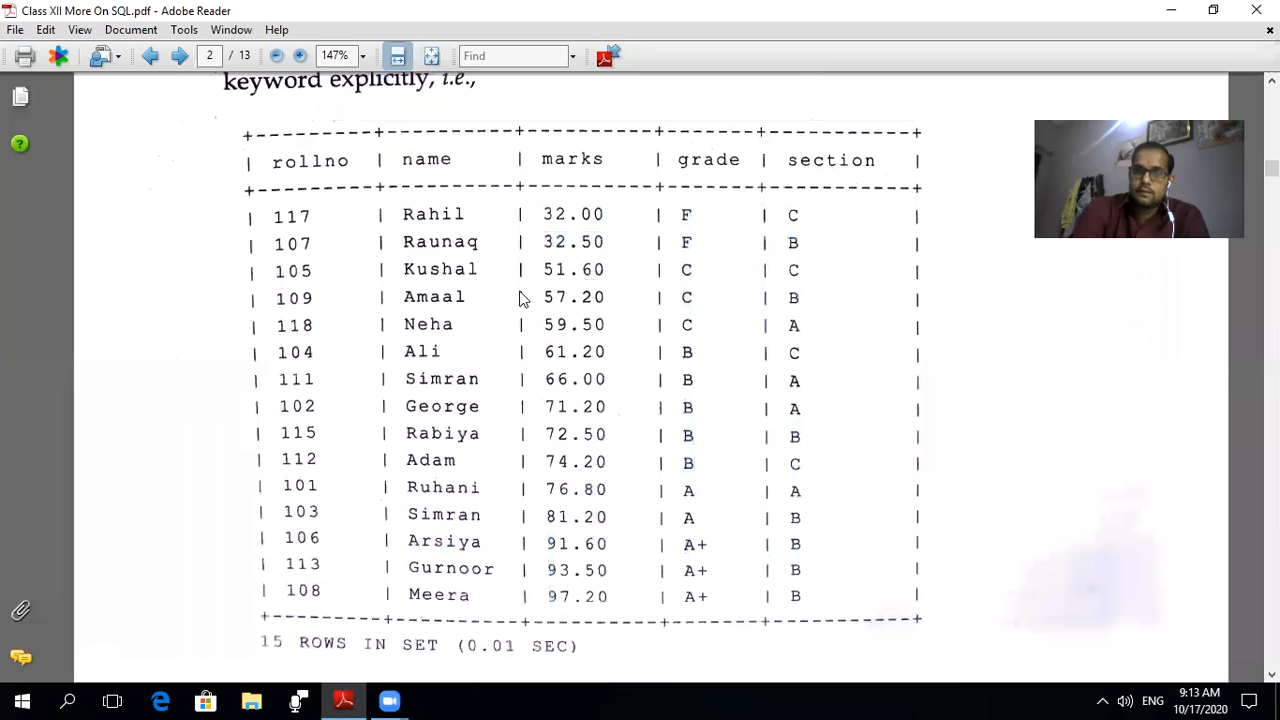 Class XII More On SQL.pdf - Adobe Reader
File Edit View Document Tools Window Help
2 / 13 147% Find
keyword explicitly, i.e.,
+---------+----------+----------+-------+-----------+
| rollno | name | marks | grade | section |
+---------+----------+----------+-------+-----------+
| 117 | Rahil | 32.00 | F | C |
| 107 | Raunaq | 32.50 | F | B |
| 105 | Kushal | 51.60 | C | C |
| 109 | Amaal | 57.20 | C | B |
| 118 | Neha | 59.50 | C | A |
| 104 | Ali | 61.20 | B | C |
| 111 | Simran | 66.00 | B | A |
| 102 | George | 71.20 | B | A |
| 115 | Rabiya | 72.50 | B | B |
| 112 | Adam | 74.20 | B | C |
| 101 | Ruhani | 76.80 | A | A |
| 103 | Simran | 81.20 | A | B |
| 106 | Arsiya | 91.60 | A+ | B |
| 113 | Gurnoor | 93.50 | A+ | B |
| 108 | Meera | 97.20 | A+ | B |
+---------+----------+----------+-------+-----------+
15 ROWS IN SET (0.01 SEC)
ENG
9:13 AM
10/17/2020